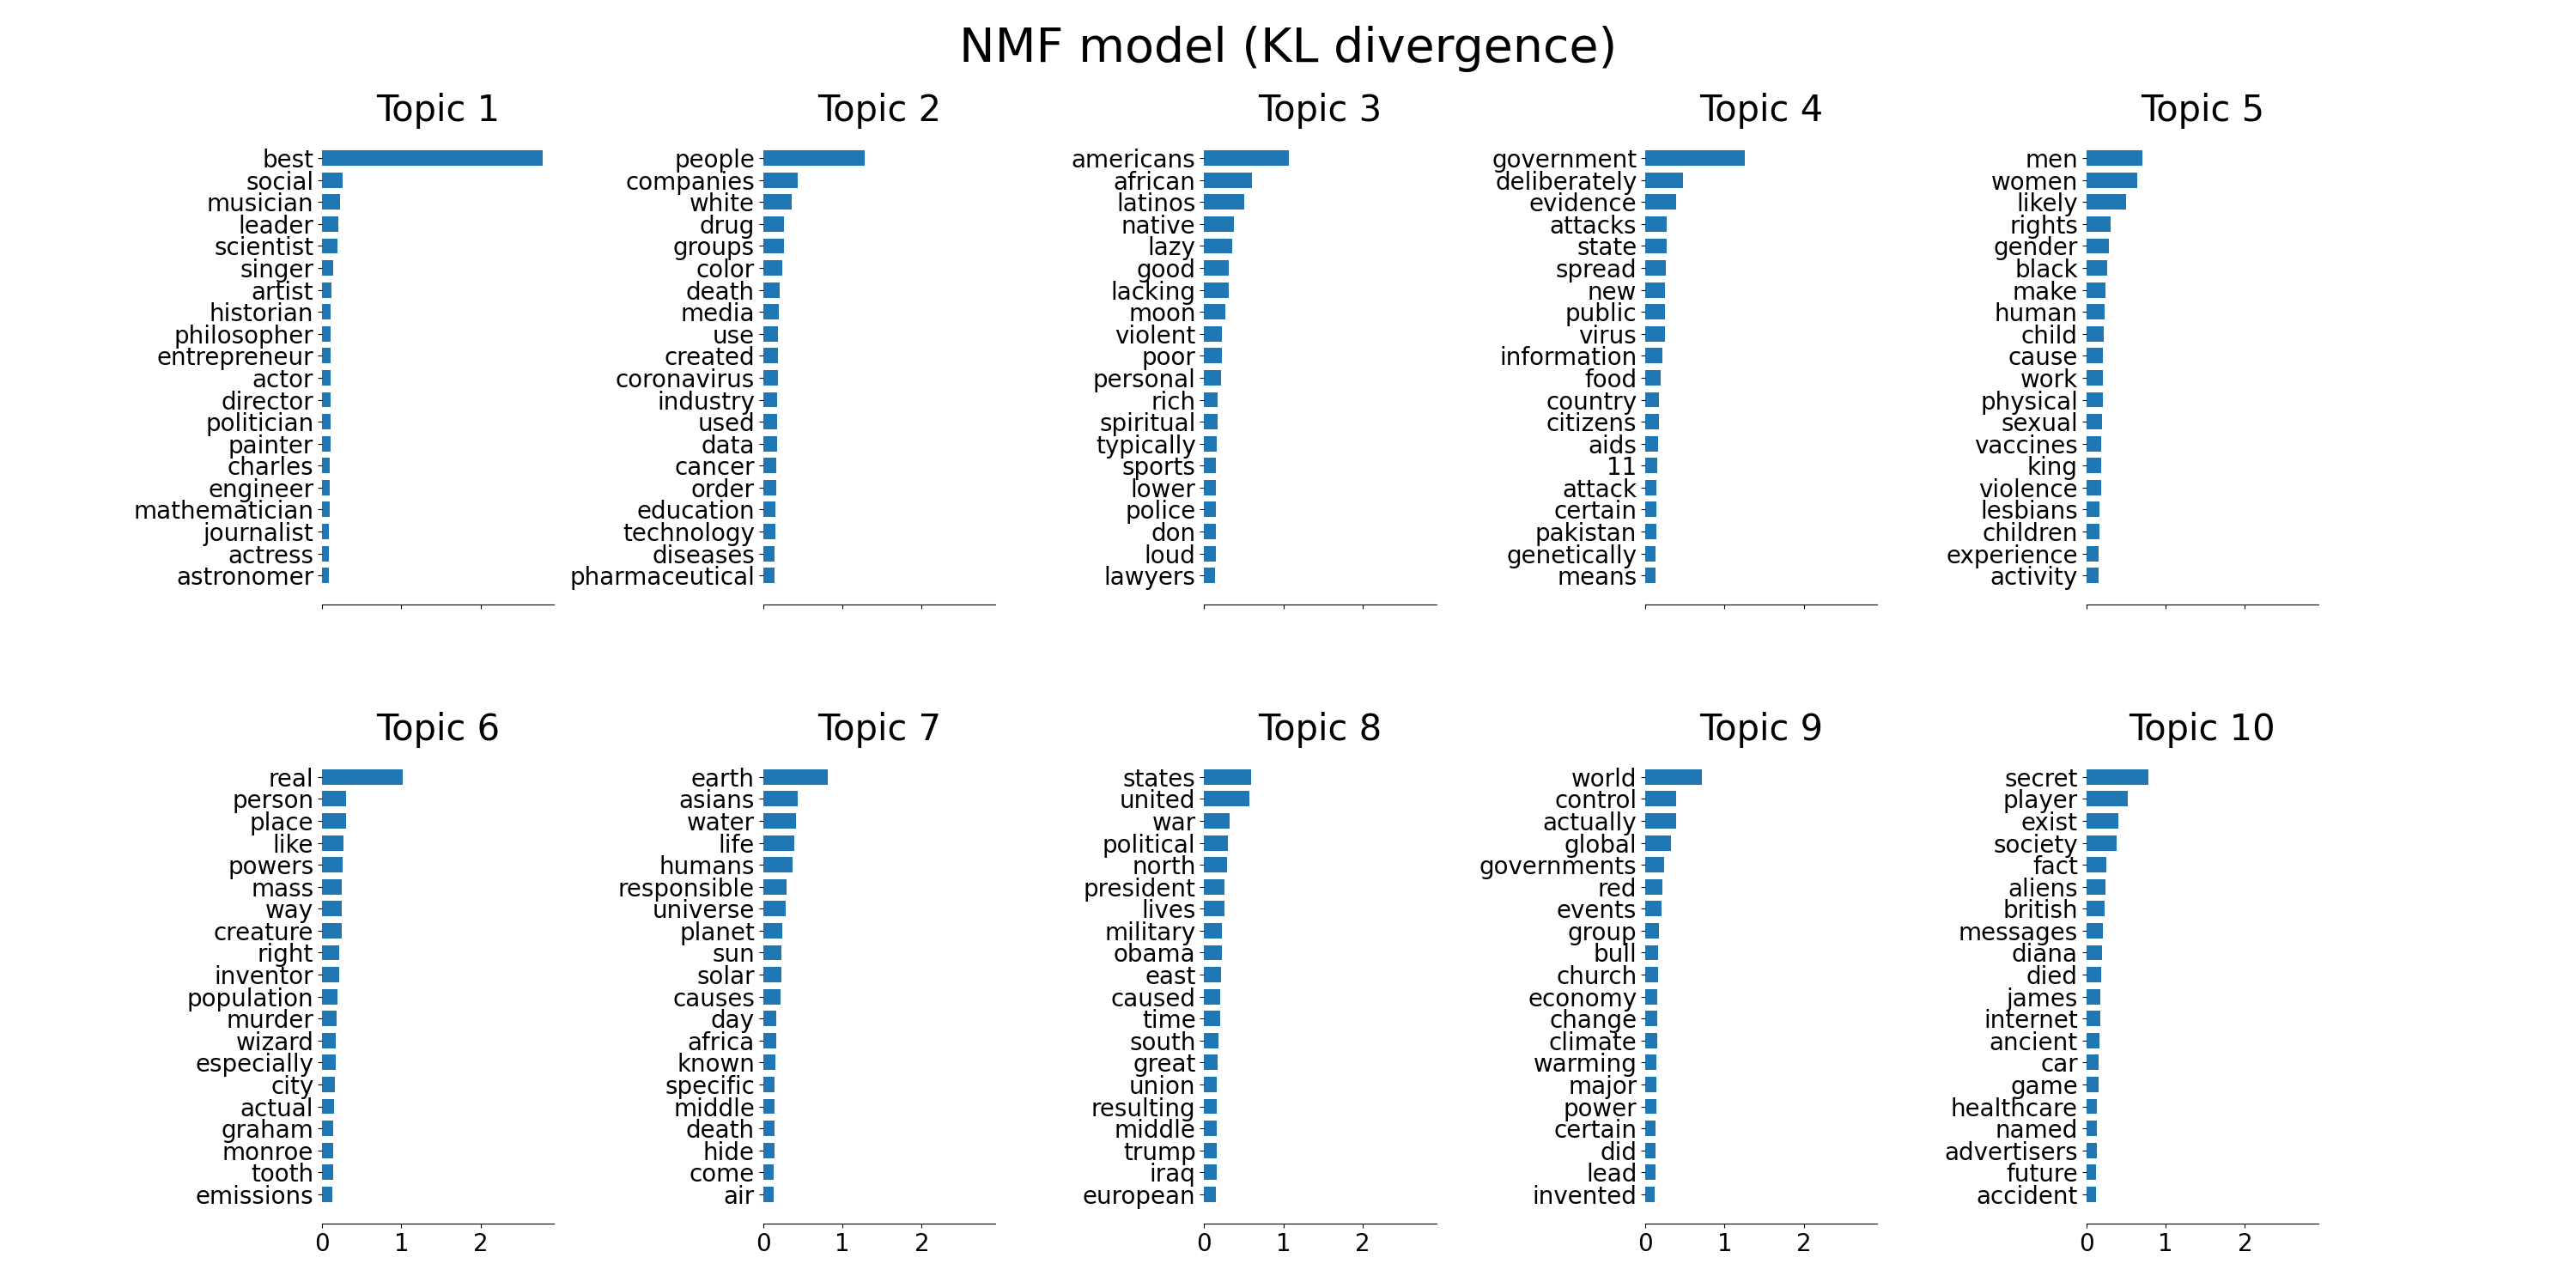 NMF model (KL divergence)
Topic 1
best
social
musician
leader
scientist
singer
artist
historian
philosopher
entrepreneur
actor
director
politician
painter
charles
engineer
mathematician
journalist
actress
astronomer
Topic 2
people
companies
white
drug
groups
color
death
media
use
created
coronavirus
industry
used
data
cancer
order
education
technology
diseases
pharmaceutical
Topic 3
americans
african
latinos
native
lazy
good
lacking
moon
violent
poor
personal
rich
spiritual
typically
sports
lower
police
don
loud
lawyers
Topic 4
government
deliberately
evidence
attacks
state
spread
new
public
virus
information
food
country
citizens
aids
11
attack
certain
pakistan
genetically
means
Topic 5
men
women
likely
rights
gender
black
make
human
child
cause
work
physical
sexual
vaccines
king
violence
lesbians
children
experience
activity
Topic 6
real
person
place
like
powers
mass
way
creature
right
inventor
population
murder
wizard
especially
city
actual
graham
monroe
tooth
emissions
0 1 2
Topic 7
earth
asians
water
life
humans
responsible
universe
planet
sun
solar
causes
day
africa
known
specific
middle
death
hide
come
air
0 1 2
Topic 8
states
united
war
political
north
president
lives
military
obama
east
caused
time
south
great
union
resulting
middle
trump
iraq
european
0 1 2
Topic 9
world
control
actually
global
governments
red
events
group
bull
church
economy
change
climate
warming
major
power
certain
did
lead
invented
0 1 2
Topic 10
secret
player
exist
society
fact
aliens
british
messages
diana
died
james
internet
ancient
car
game
healthcare
named
advertisers
future
accident
0 1 2